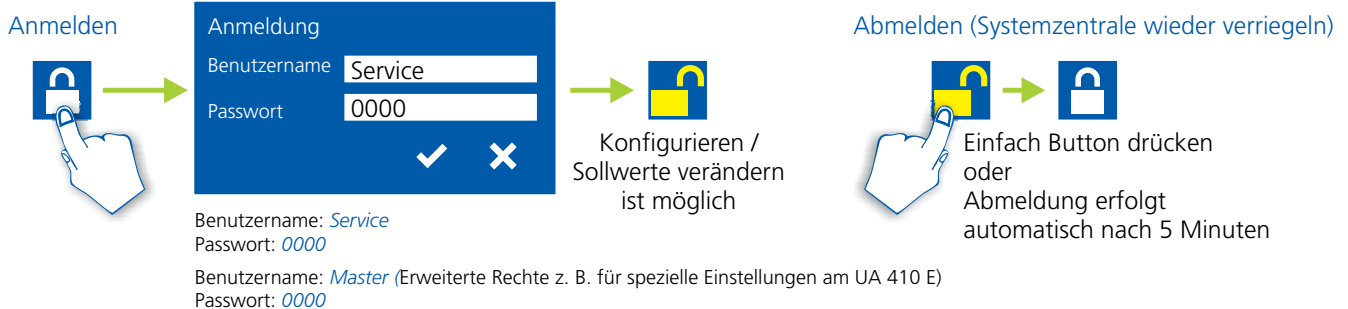 Anmelden
Anmeldung
Benutzername Service
Passwort 0000
Konfigurieren /
Sollwerte verändern
ist möglich
Benutzername: Service
Passwort: 0000
Benutzername: Master (Erweiterte Rechte z. B. für spezielle Einstellungen am UA 410 E)
Passwort: 0000
Abmelden (Systemzentrale wieder verriegeln)
Einfach Button drücken
oder
Abmeldung erfolgt
automatisch nach 5 Minuten